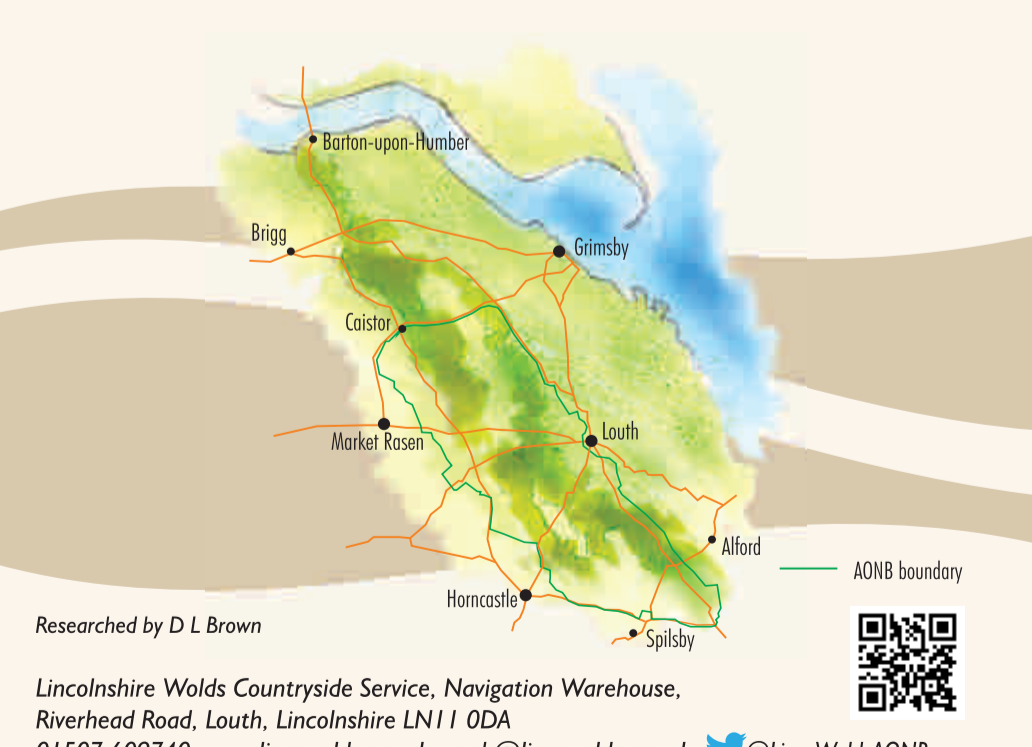 Barton-upon-Humber
Brigg
Grimsby
Caistor
Louth
Market Rasen
Alford
AONB boundary
Horncastle
Spilsby
Researched by D L Brown
Lincolnshire Wolds Countryside Service, Navigation Warehouse,
Riverhead Road, Louth, Lincolnshire LN11 0DA